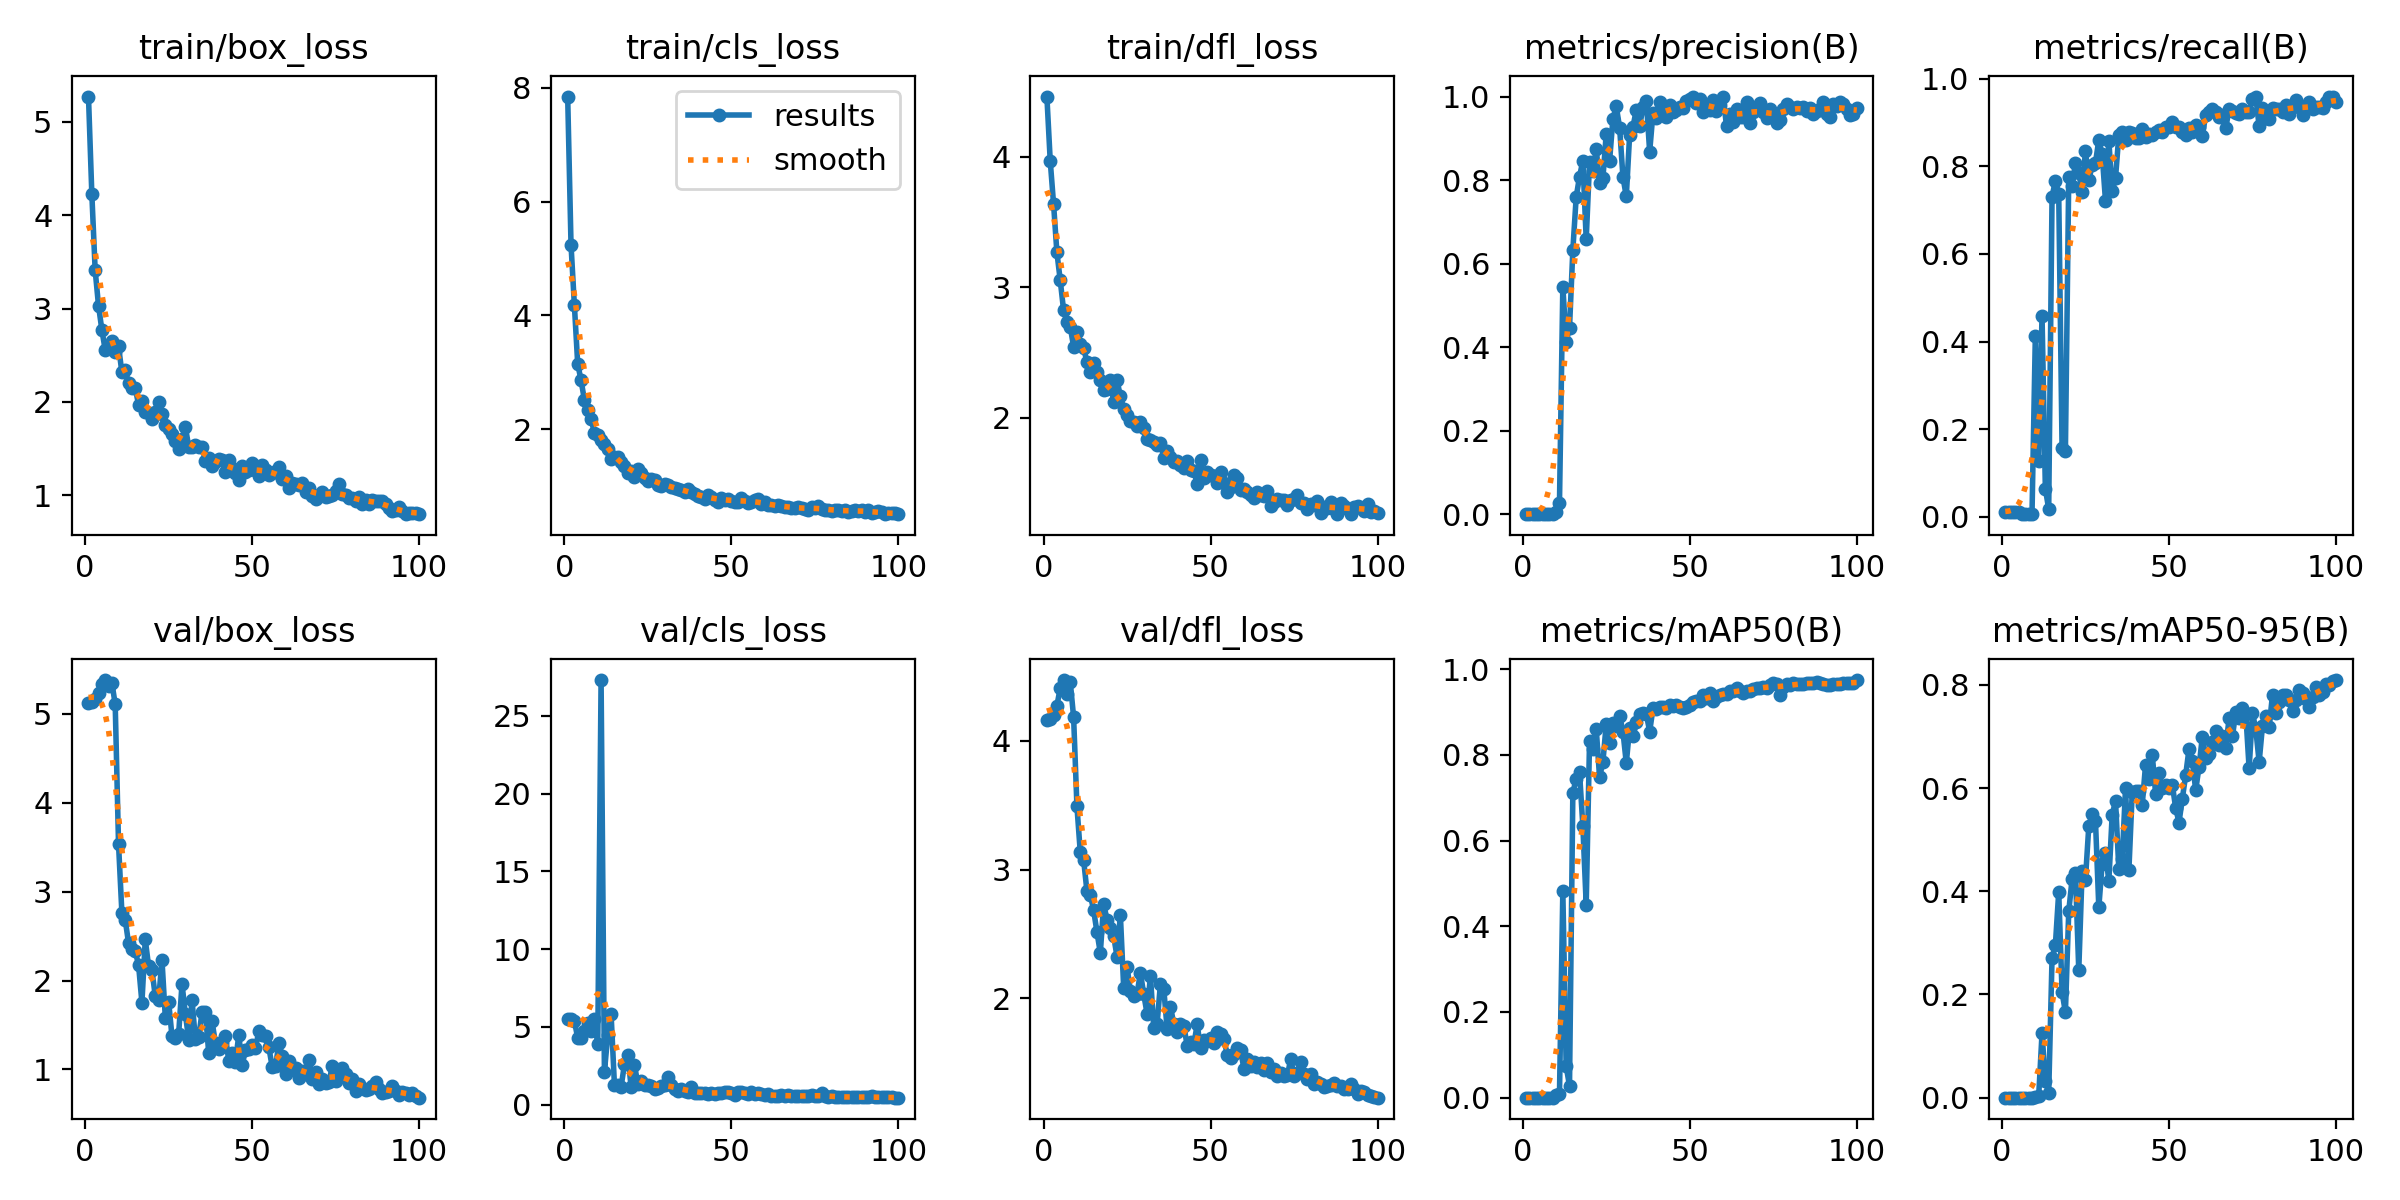 train/box_loss
train/cls_loss
train/dfl_loss
metrics/precision(B)
metrics/recall(B)
5
4
3
2
1
0 50 100
8
6
4
2
0 50 100
results
smooth
4
3
2
0 50 100
1.0
0.8
0.6
0.4
0.2
0.0
0 50 100
1.0
0.8
0.6
0.4
0.2
0.0
0 50 100
val/box_loss
val/cls_loss
val/dfl_loss
metrics/mAP50(B)
metrics/mAP50-95(B)
5
4
3
2
1
0 50 100
25
20
15
10
5
0
0 50 100
4
3
2
0 50 100
1.0
0.8
0.6
0.4
0.2
0.0
0 50 100
0.8
0.6
0.4
0.2
0.0
0 50 100